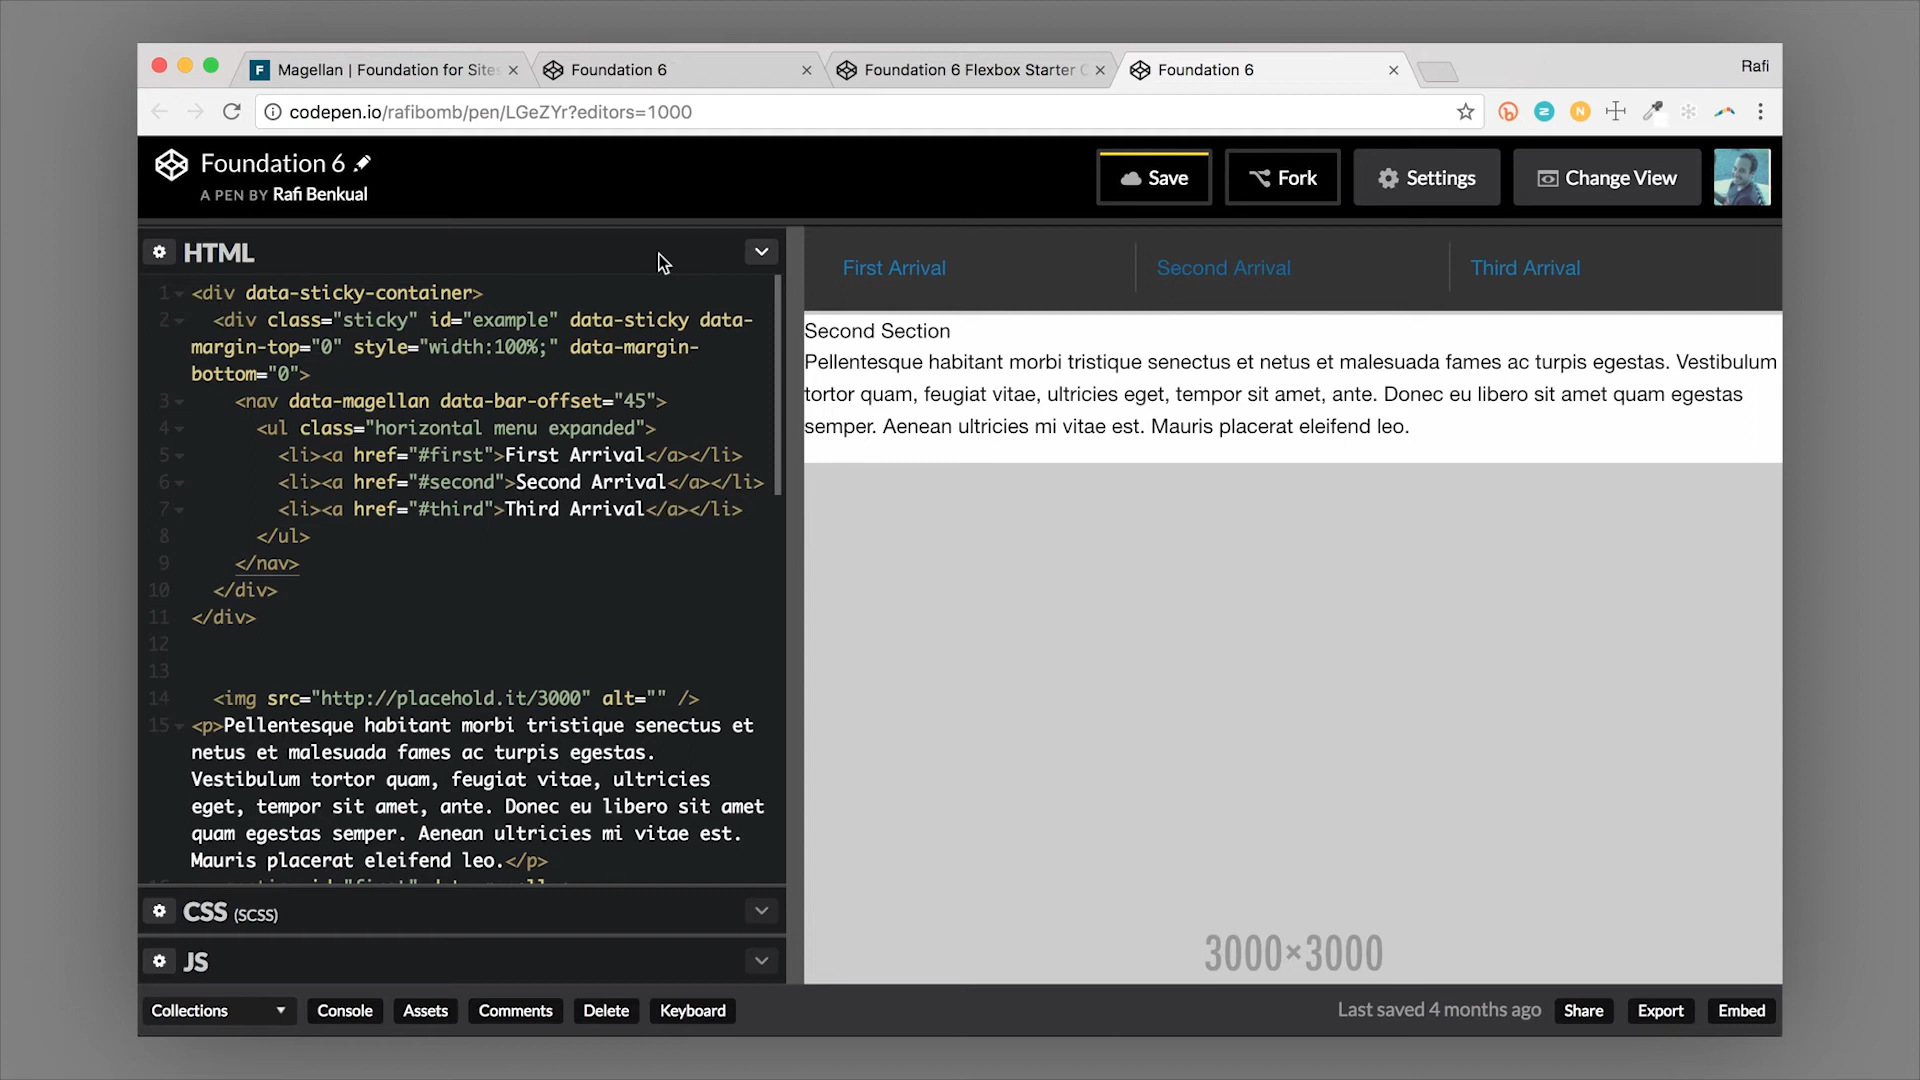 Magellan | Foundation for Sites
Foundation 6
Foundation 6 Flexbox Starter
Foundation 6
Rafi
codepen.io/rafibomb/pen/LGeZYr?editors=1000
Foundation 6
A PEN BY Rafi Benkual
Save
Fork
Settings
Change View
HTML
1 <div data-sticky-container>
2 <div class="sticky" id="example" data-sticky data-
margin-top="0" style="width:100%;" data-margin-
bottom="0">
3 <nav data-magellan data-bar-offset="45">
4 <ul class="horizontal menu expanded">
5 <li><a href="#first">First Arrival</a></li>
6 <li><a href="#second">Second Arrival</a></li>
7 <li><a href="#third">Third Arrival</a></li>
8 </ul>
9 </nav>
10 </div>
11 </div>
12
13
14 <img src="http://placehold.it/3000" alt="" />
15 <p>Pellentesque habitant morbi tristique senectus et
netus et malesuada fames ac turpis egestas.
Vestibulum tortor quam, feugiat vitae, ultricies
eget, tempor sit amet, ante. Donec eu libero sit amet
quam egestas semper. Aenean ultricies mi vitae est.
Mauris placerat eleifend leo.</p>
CSS (SCSS)
JS
First Arrival
Second Arrival
Third Arrival
Second Section
Pellentesque habitant morbi tristique senectus et netus et malesuada fames ac turpis egestas. Vestibulum
tortor quam, feugiat vitae, ultricies eget, tempor sit amet, ante. Donec eu libero sit amet quam egestas
semper. Aenean ultricies mi vitae est. Mauris placerat eleifend leo.
3000×3000
Collections
Console
Assets
Comments
Delete
Keyboard
Last saved 4 months ago
Share
Export
Embed